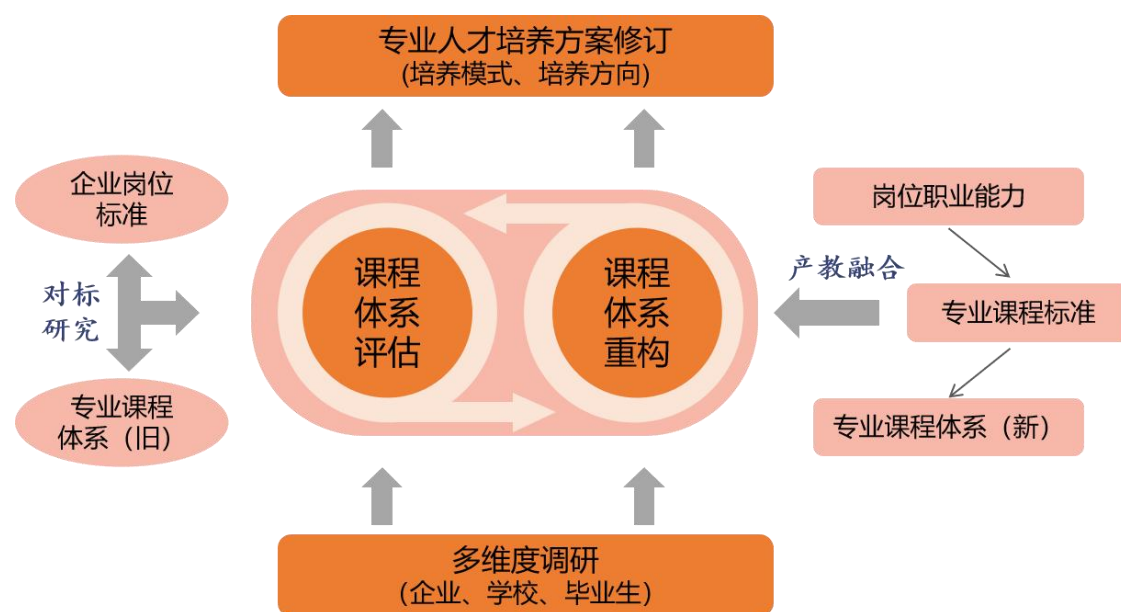 专业人才培养方案修订
(培养模式、培养方向)
企业岗位
标准
对标
研究
专业课程
体系（旧）
课程
体系
评估
课程
体系
重构
产教融合
岗位职业能力
专业课程标准
专业课程体系（新）
多维度调研
(企业、学校、毕业生)